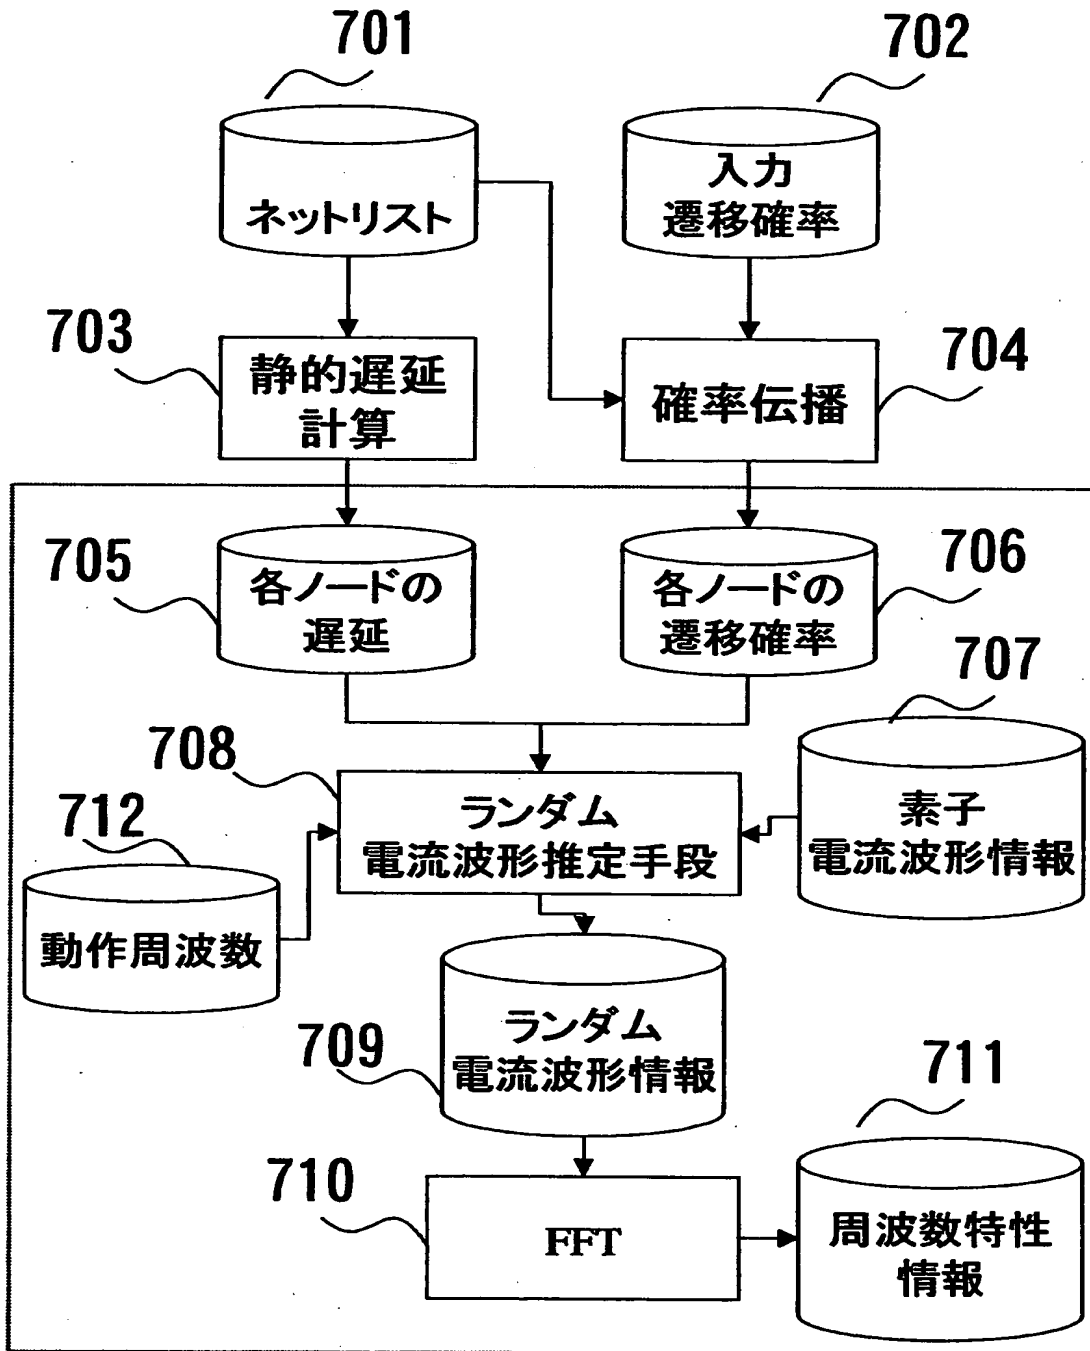 701
702
ネットリスト
入力
遷移確率
703
静的遅延
計算
704
確率伝播
705
各ノードの
遅延
706
各ノードの
遷移確率
707
素子
電流波形情報
708
ランダム
電流波形推定手段
712
動作周波数
709
ランダム
電流波形情報
710
FFT
711
周波数特性
情報